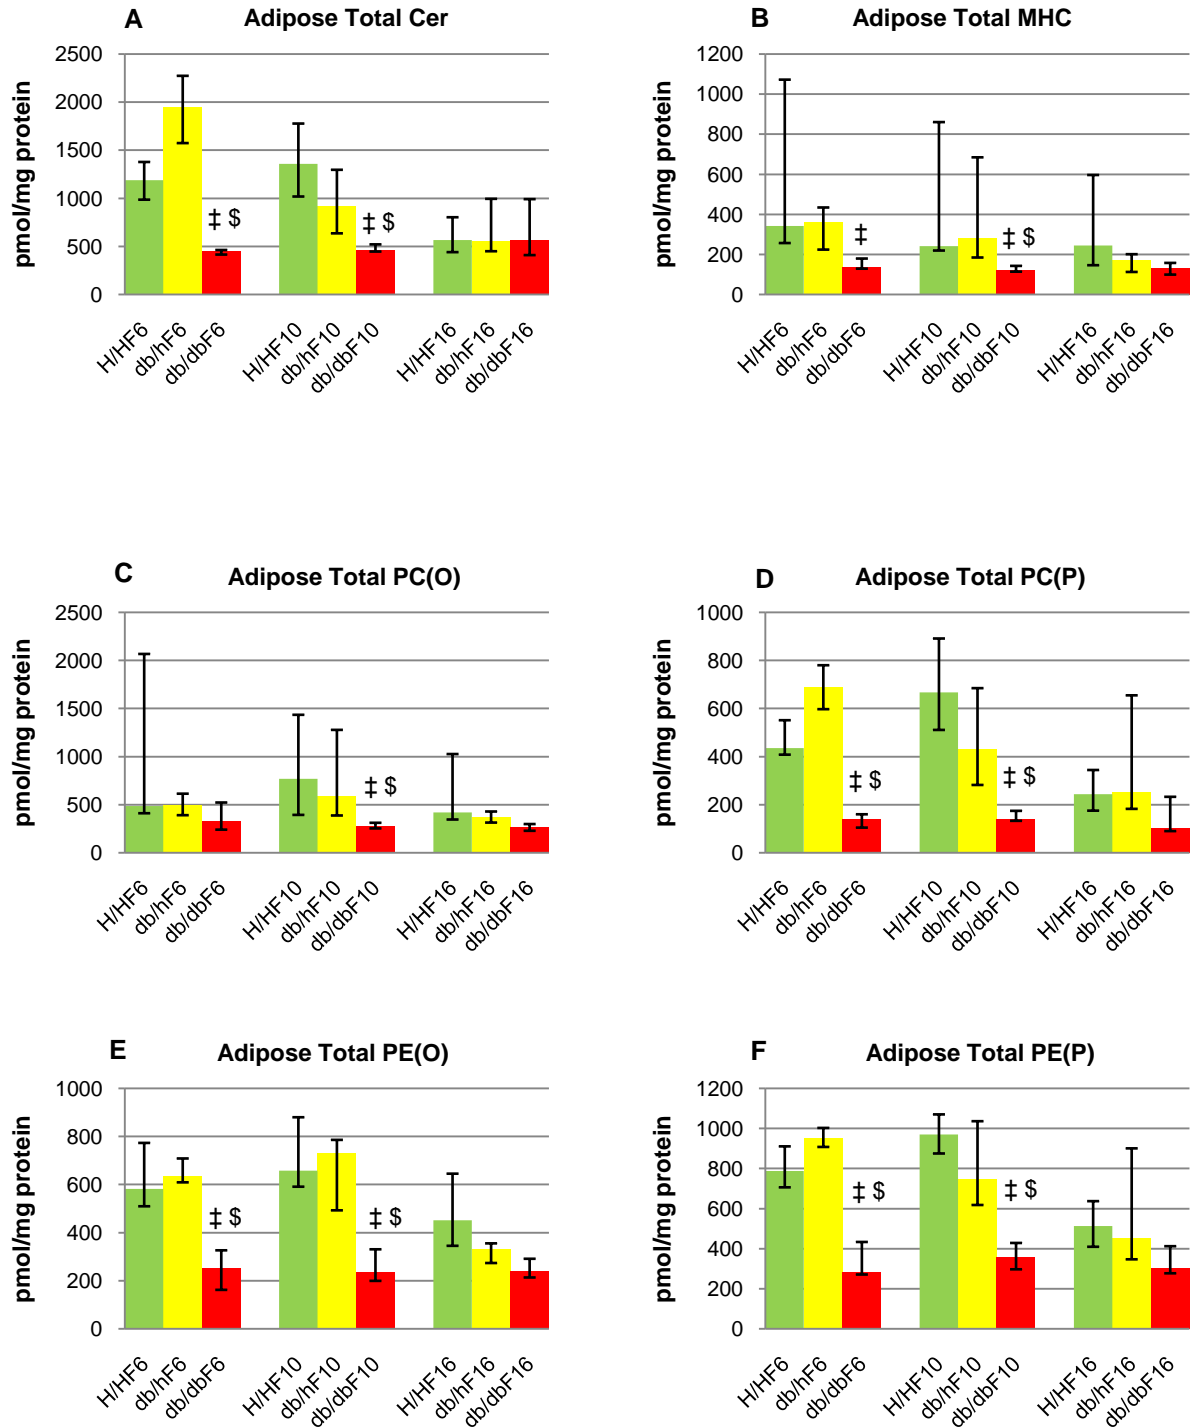 A Adipose Total Cer
pmol/mg protein
2500
2000
1500
1000
500
0
‡ $
‡ $
H/HF6
db/hF6
db/dbF6
H/HF10
db/hF10
db/dbF10
H/HF16
db/hF16
db/dbF16
B Adipose Total MHC
pmol/mg protein
1200
1000
800
600
400
200
0
‡
‡ $
H/HF6
db/hF6
db/dbF6
H/HF10
db/hF10
db/dbF10
H/HF16
db/hF16
db/dbF16
C Adipose Total PC(O)
pmol/mg protein
2500
2000
1500
1000
500
0
‡ $
H/HF6
db/hF6
db/dbF6
H/HF10
db/hF10
db/dbF10
H/HF16
db/hF16
db/dbF16
D Adipose Total PC(P)
pmol/mg protein
1000
800
600
400
200
0
‡ $
‡ $
H/HF6
db/hF6
db/dbF6
H/HF10
db/hF10
db/dbF10
H/HF16
db/hF16
db/dbF16
E Adipose Total PE(O)
pmol/mg protein
1000
800
600
400
200
0
‡ $
‡ $
H/HF6
db/hF6
db/dbF6
H/HF10
db/hF10
db/dbF10
H/HF16
db/hF16
db/dbF16
F Adipose Total PE(P)
pmol/mg protein
1200
1000
800
600
400
200
0
‡ $
‡ $
H/HF6
db/hF6
db/dbF6
H/HF10
db/hF10
db/dbF10
H/HF16
db/hF16
db/dbF16